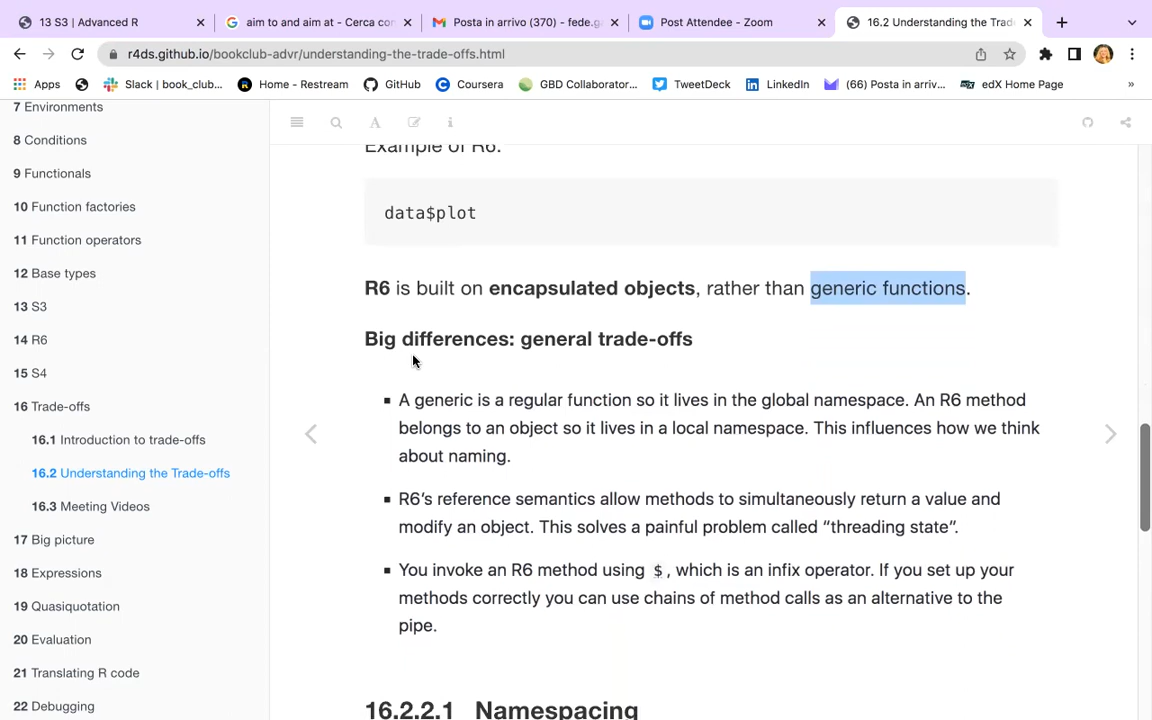 13 S3 | Advanced R
aim to and aim at - Cerca con
Posta in arrivo (370) - fede.g
Post Attendee - Zoom
16.2 Understanding the Trad
r4ds.github.io/bookclub-advr/understanding-the-trade-offs.html
Apps
Slack | book_club...
Home - Restream
GitHub
Coursera
GBD Collaborator...
TweetDeck
LinkedIn
(66) Posta in arriv...
edX Home Page
»
7 Environments
8 Conditions
9 Functionals
10 Function factories
11 Function operators
12 Base types
13 S3
14 R6
15 S4
16 Trade-offs
16.1 Introduction to trade-offs
16.2 Understanding the Trade-offs
16.3 Meeting Videos
17 Big picture
18 Expressions
19 Quasiquotation
20 Evaluation
21 Translating R code
22 Debugging
Example of R6:
data$plot
R6 is built on encapsulated objects, rather than generic functions.
Big differences: general trade-offs
▪ A generic is a regular function so it lives in the global namespace. An R6 method
belongs to an object so it lives in a local namespace. This influences how we think
about naming.
▪ R6’s reference semantics allow methods to simultaneously return a value and
modify an object. This solves a painful problem called “threading state”.
▪ You invoke an R6 method using $, which is an infix operator. If you set up your
methods correctly you can use chains of method calls as an alternative to the
pipe.
16.2.2.1 Namespacing